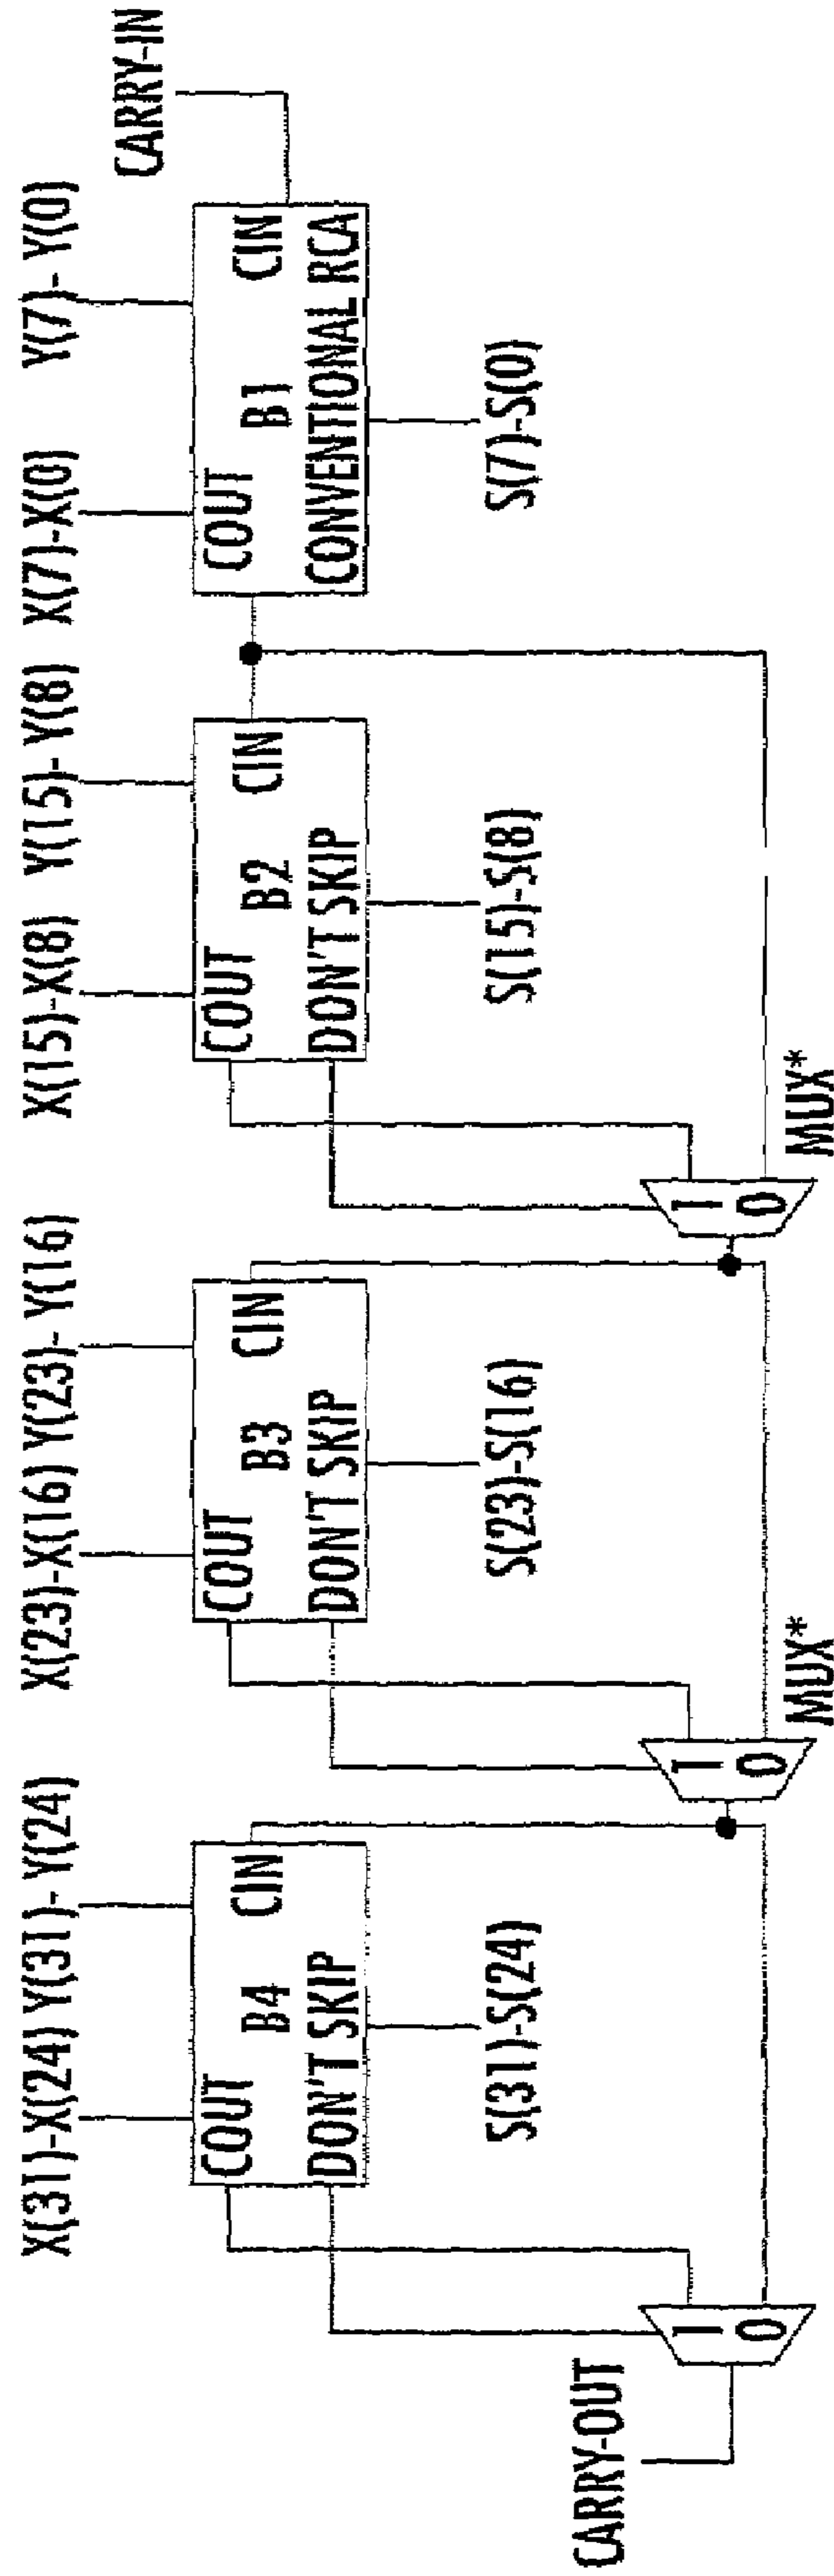 X(31)-X(24) Y(31)- Y(24) X(23)-X(16) Y(23)- Y(16) X(15)-X(8) Y(15)- Y(8) X(7)-X(0) Y(7)- Y(0)
CARRY-IN
COUT CIN
B4
DON'T SKIP
COUT CIN
B3
DON'T SKIP
COUT CIN
B2
DON'T SKIP
COUT CIN
B1
CONVENTIONAL RCA
S(31)-S(24) S(23)-S(16) S(15)-S(8) S(7)-S(0)
CARRY-OUT
1
0
1
0
MUX*
1
0
MUX*